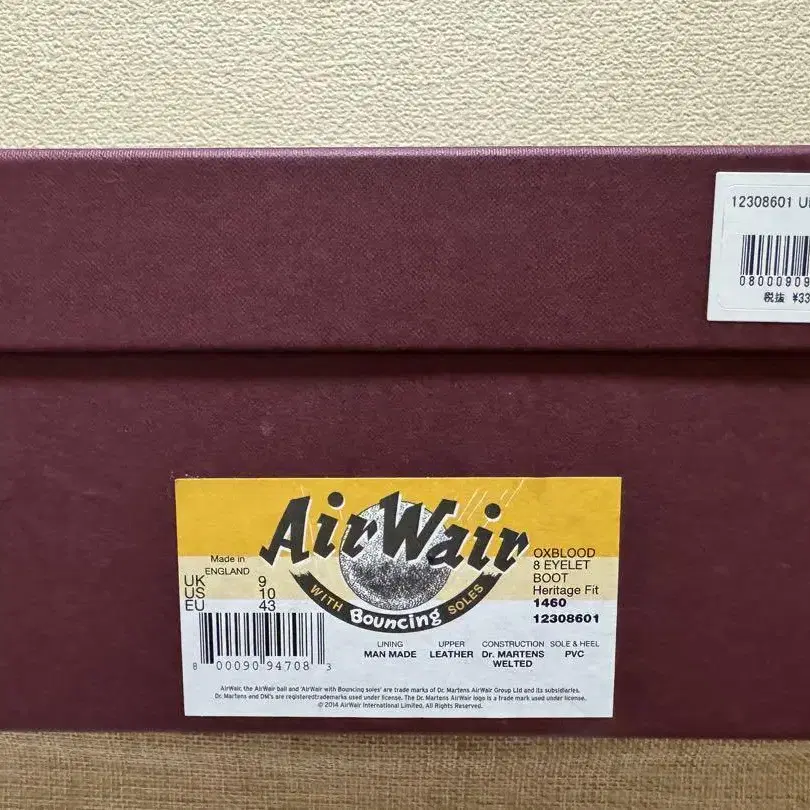 12308601 U
08000909
税抜 ¥33
AirWair
WITH Bouncing SOLES
Made in
ENGLAND
UK 9
US 10
EU 43
OXBLOOD
8 EYELET
BOOT
Heritage Fit
1460
12308601
8 00090 94708 3
LINING
MAN MADE
UPPER
LEATHER
CONSTRUCTION
Dr. MARTENS
WELTED
SOLE & HEEL
PVC
AirWair, the AirWair ball and 'AirWair with Bouncing soles' are trade marks of Dr. Martens AirWair Group Ltd and its subsidiaries.
Dr. Martens and DM's are registeredtrademarks used under license. The Dr. Martens AirWair logo is a trade mark used under license.
© 2014 AirWair International Limited, All Rights Reserved.